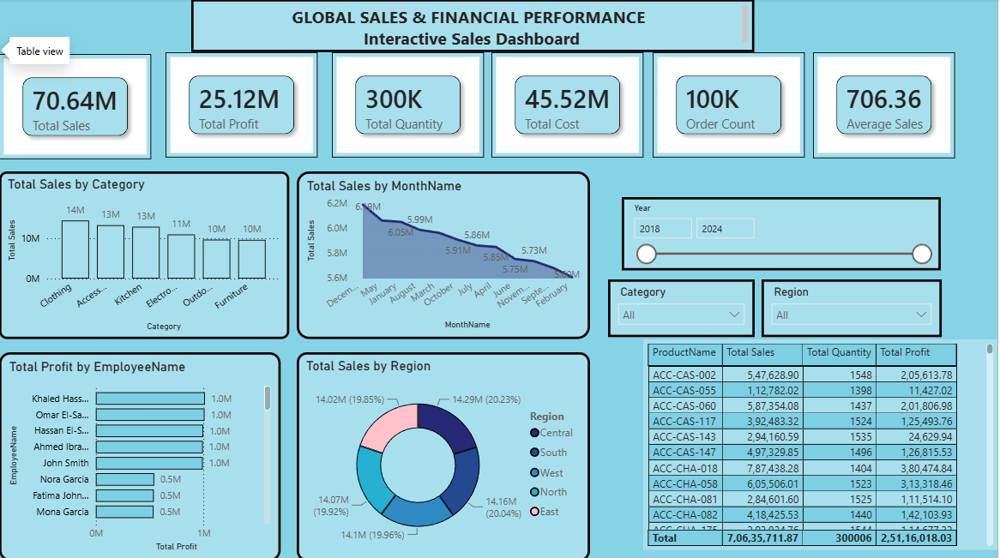 GLOBAL SALES & FINANCIAL PERFORMANCE
Interactive Sales Dashboard
Table view
70.64M
Total Sales
25.12M
Total Profit
300K
Total Quantity
45.52M
Total Cost
100K
Order Count
706.36
Average Sales
Total Sales by Category
Total Sales
10M
0M
14M
13M
13M
11M
10M
10M
Clothing
Access...
Kitchen
Electro...
Outdo...
Furniture
Category
Total Sales by MonthName
Total Sales
6.2M
6.0M
5.8M
5.6M
6.05M
5.99M
5.91M
5.86M
5.85M
5.75M
5.73M
Decem...
May
January
August
March
October
July
April
June
Novem...
Septe...
February
MonthName
Year
2018
2024
Category
All
Region
All
Total Profit by EmployeeName
EmployeeName
Khaled Hass... 1.0M
Omar El-Sa... 1.0M
Hassan El-S... 1.0M
Ahmed Ibra... 1.0M
John Smith 1.0M
Nora Garcia 0.5M
Fatima John... 0.5M
Mona Garcia 0.5M
0M 1M
Total Profit
Total Sales by Region
14.02M (19.85%)
14.29M (20.23%)
14.07M
(19.92%)
14.16M
(20.04%)
14.1M (19.96%)
Region
Central
South
West
North
East
ProductName Total Sales Total Quantity Total Profit
ACC-CAS-002 5,47,628.90 1548 2,05,613.78
ACC-CAS-055 1,12,782.02 1398 11,427.02
ACC-CAS-060 5,87,354.08 1437 2,01,806.98
ACC-CAS-117 3,92,483.32 1524 1,25,493.76
ACC-CAS-143 2,94,160.59 1535 24,629.94
ACC-CAS-147 4,97,329.85 1496 1,26,815.53
ACC-CHA-018 7,87,438.28 1404 3,80,474.84
ACC-CHA-058 6,05,506.01 1523 3,13,318.46
ACC-CHA-081 2,84,601.60 1525 1,11,514.10
ACC-CHA-082 4,18,425.53 1440 1,42,103.93
Total 7,06,35,711.87 300006 2,51,16,018.03